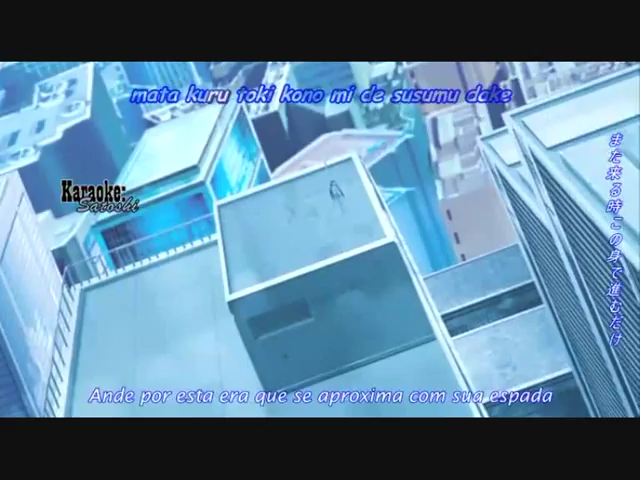 mata kuru toki kono mi de susumu dake
Karaoke:
Satoshi
また来る時この身で進むだけ
Ande por esta era que se aproxima com sua espada